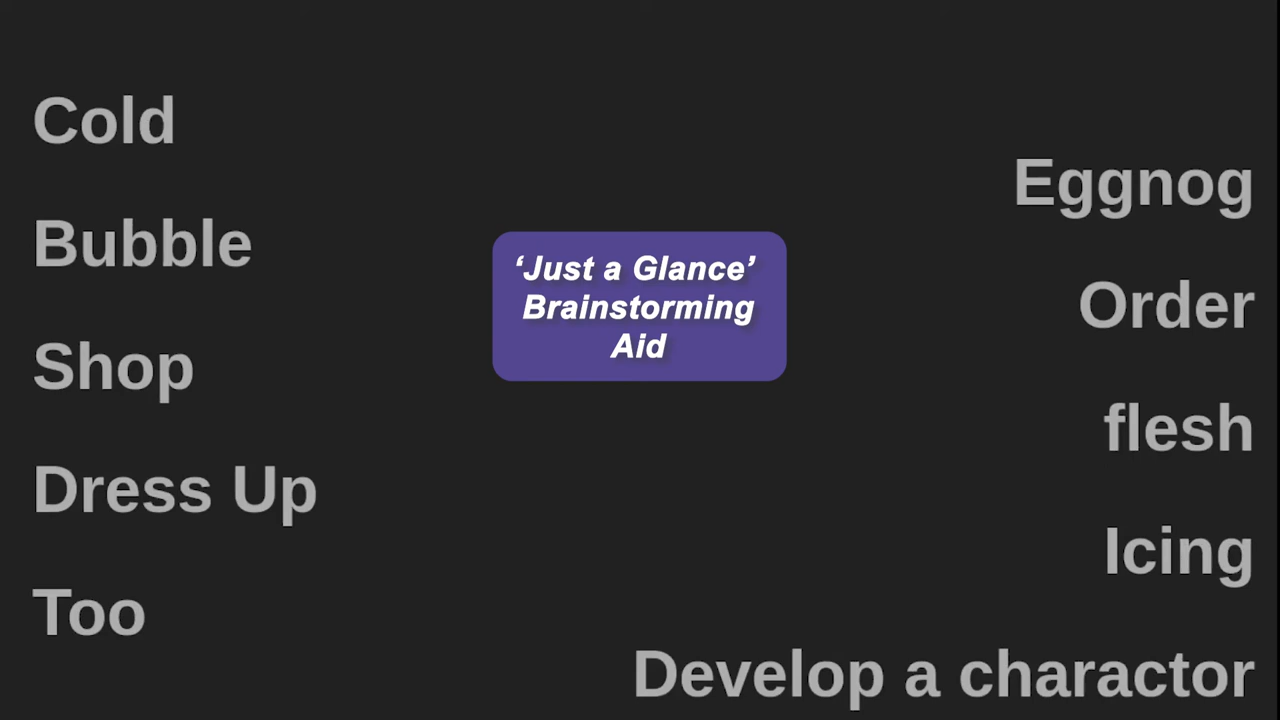 Cold
Eggnog
Bubble
‘Just a Glance’
Brainstorming
Aid
Order
Shop
flesh
Dress Up
Icing
Too
Develop a charactor